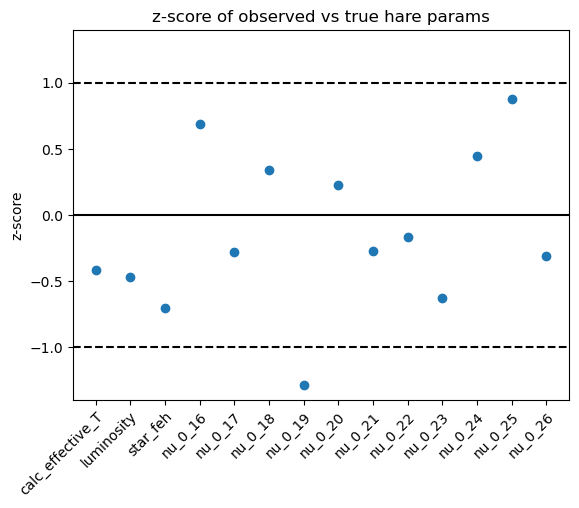 z-score of observed vs true hare params
z-score
1.0
0.5
0.0
−0.5
−1.0
calc_effective_T
luminosity
star_feh
nu_0_16
nu_0_17
nu_0_18
nu_0_19
nu_0_20
nu_0_21
nu_0_22
nu_0_23
nu_0_24
nu_0_25
nu_0_26